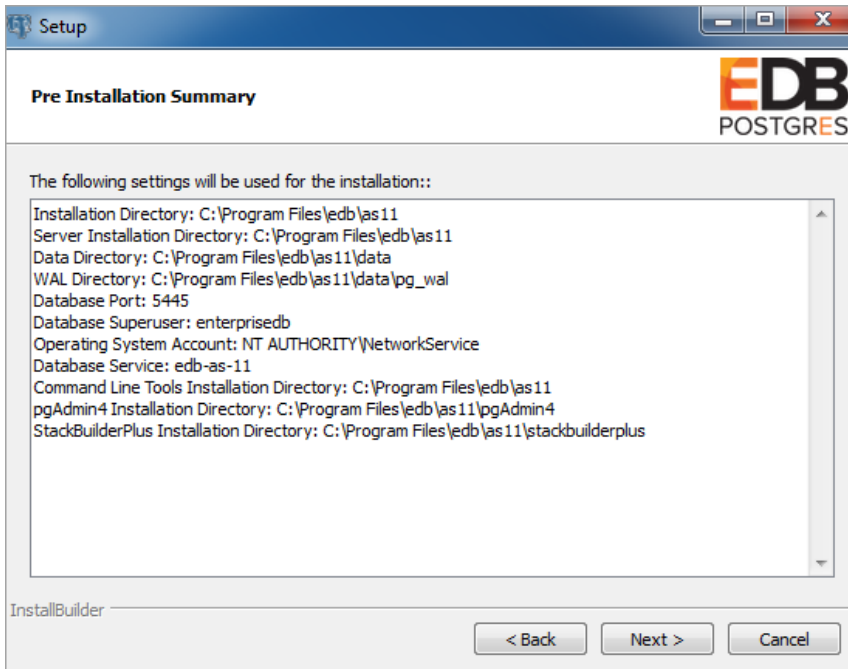 Setup
Pre Installation Summary
EDB
POSTGRES
The following settings will be used for the installation::
Installation Directory: C:\Program Files\edb\as11
Server Installation Directory: C:\Program Files\edb\as11
Data Directory: C:\Program Files\edb\as11\data
WAL Directory: C:\Program Files\edb\as11\data\pg_wal
Database Port: 5445
Database Superuser: enterprisedb
Operating System Account: NT AUTHORITY\NetworkService
Database Service: edb-as-11
Command Line Tools Installation Directory: C:\Program Files\edb\as11
pgAdmin4 Installation Directory: C:\Program Files\edb\as11\pgAdmin4
StackBuilderPlus Installation Directory: C:\Program Files\edb\as11\stackbuilderplus
InstallBuilder
< Back
Next >
Cancel